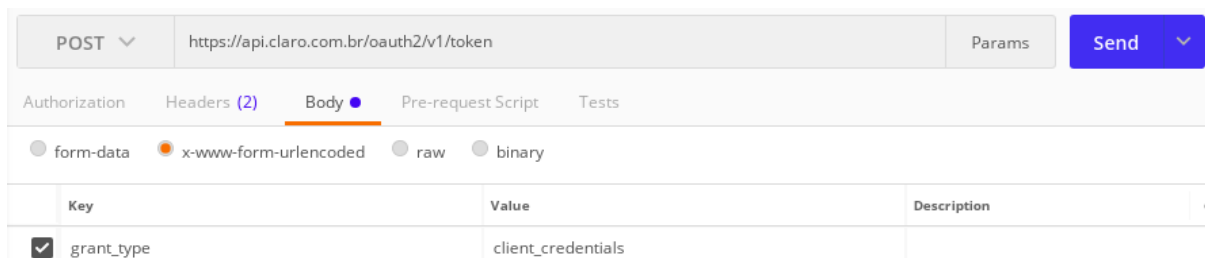 POST https://api.claro.com.br/oauth2/v1/token Params Send
Authorization Headers (2) Body Pre-request Script Tests
form-data x-www-form-urlencoded raw binary
Key Value Description
grant_type client_credentials